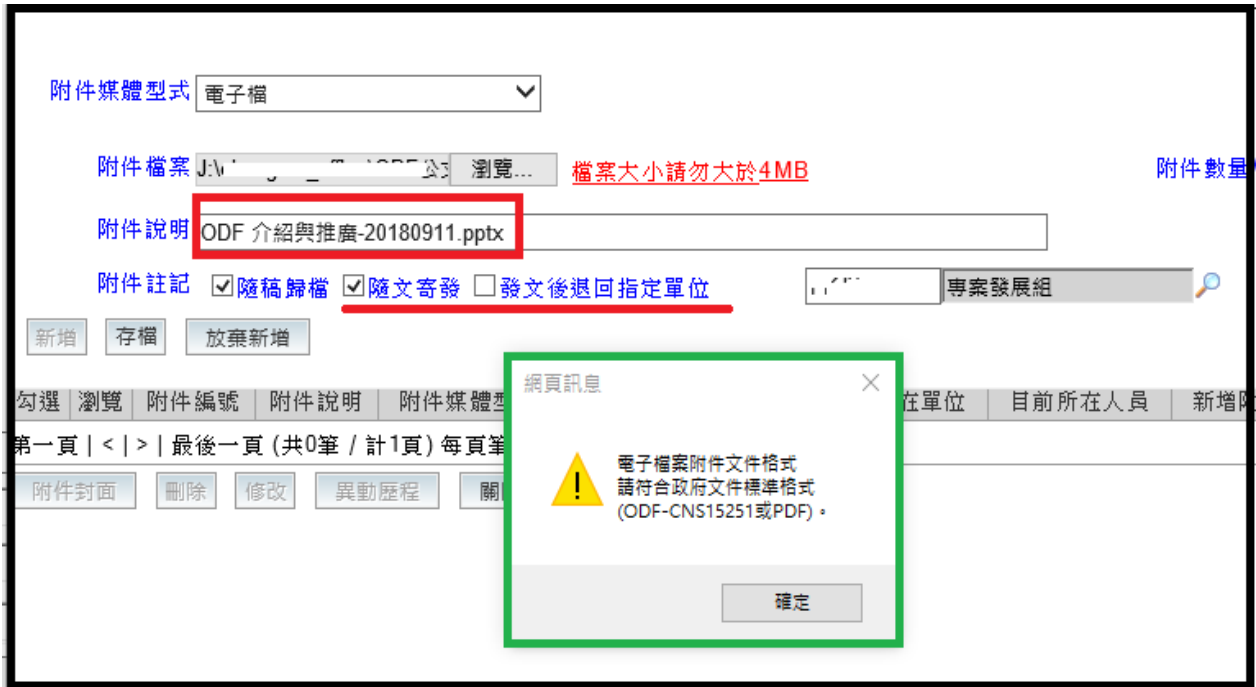 附件媒體型式 電子檔
附件檔案 J:\ 瀏覽... 檔案大小請勿大於4MB 附件數量
附件說明 ODF 介紹與推廣-20180911.pptx
附件註記 隨稿歸檔 隨文寄發 發文後退回指定單位 專案發展組
新增 存檔 放棄新增
網頁訊息
勾選 瀏覽 附件編號 附件說明 附件媒體型 在單位 目前所在人員 新增附
第一頁 | < | > | 最後一頁 (共0筆 / 計1頁) 每頁筆
附件封面 刪除 修改 異動歷程 關
電子檔案附件文件格式
請符合政府文件標準格式
(ODF-CNS15251或PDF)。
確定